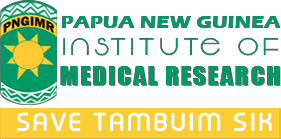 PNGIMR
PAPUA NEW GUINEA
INSTITUTE OF
MEDICAL RESEARCH
SAVE TAMBUIM SIK